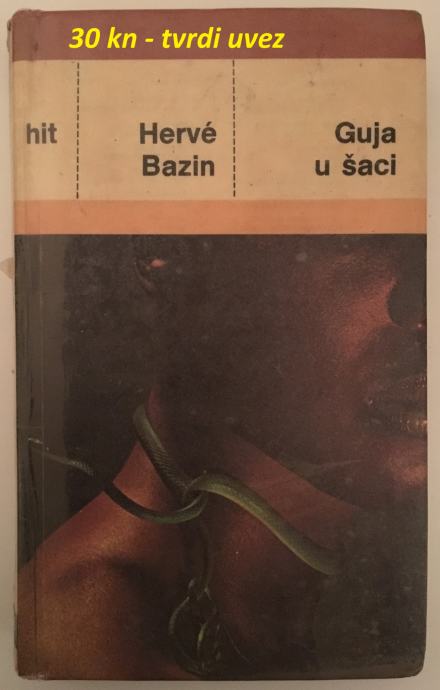 30 kn - tvrdi uvez
hit
Hervé
Bazin
Guja
u šaci